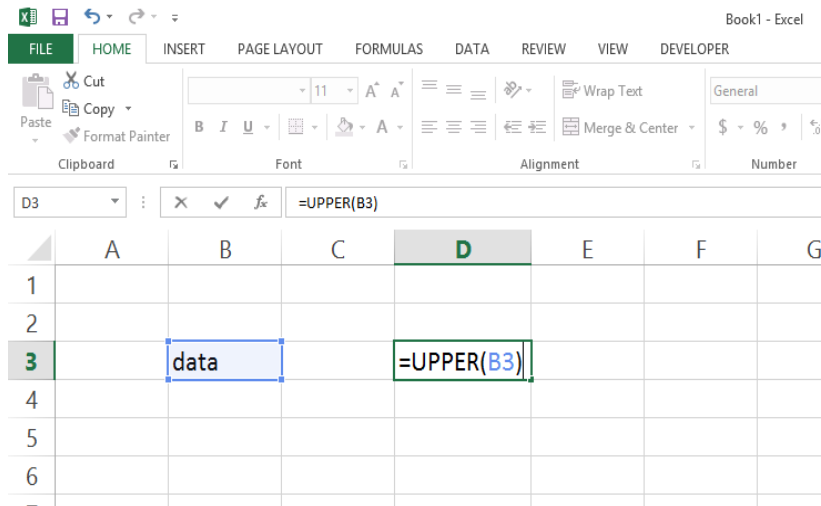 Book1 - Excel
FILE HOME INSERT PAGE LAYOUT FORMULAS DATA REVIEW VIEW DEVELOPER
Paste
Cut
Copy
Format Painter
11 A A Wrap Text General
B I U A Merge & Center $ % ,
Clipboard Font Alignment Number
D3 fx =UPPER(B3)
A B C D E F G
1
2
3 data =UPPER(B3)
4
5
6